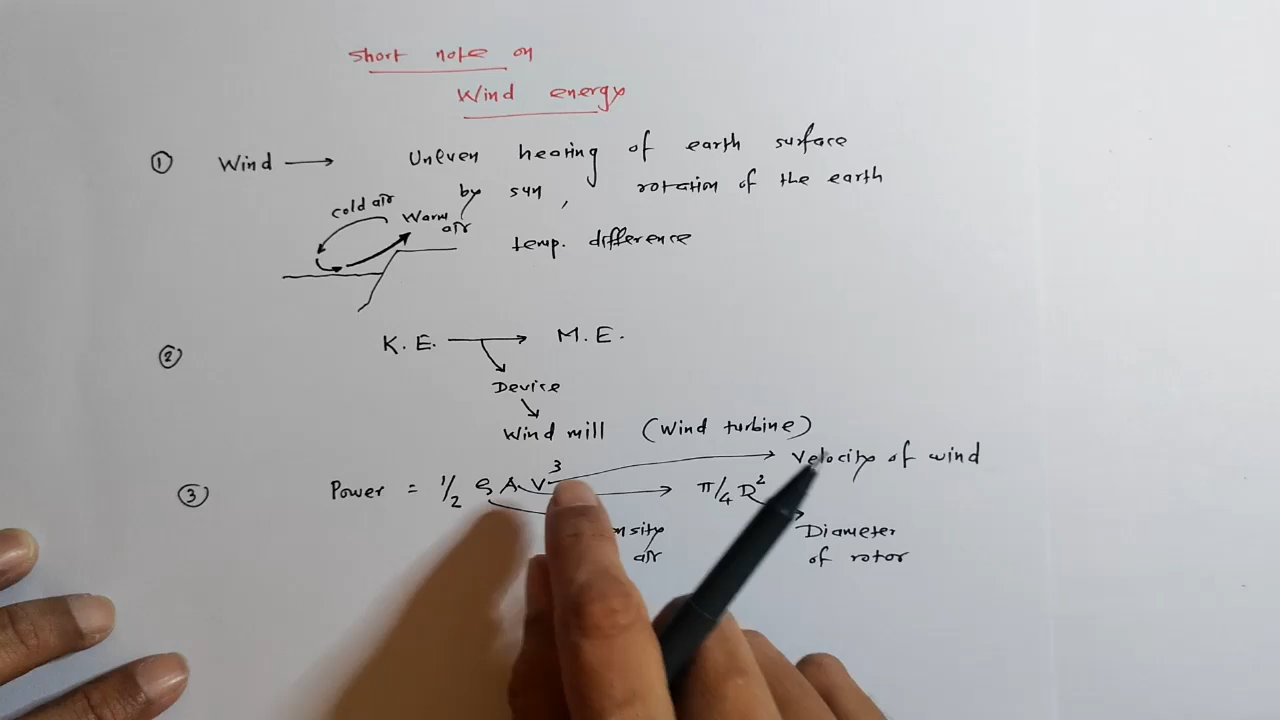 Short note on
Wind energy
① Wind → Uneven heating of earth surface
by sun, rotation of the earth
temp. difference
cold air
Warm air
② K.E. → M.E.
Device
Wind mill (Wind turbine)
③ Power = 1/2 ρ A V³ → Velocity of wind
→ π/4 D²
air
Diameter of rotor